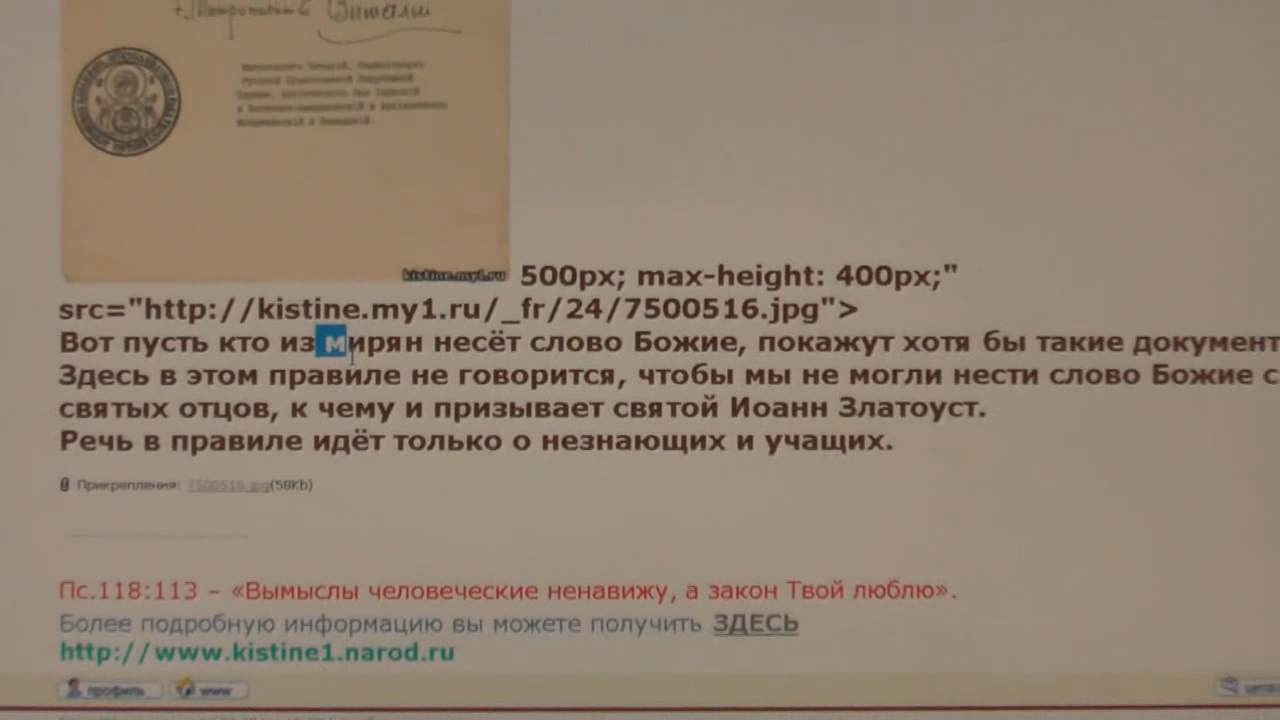 Витали
kistine.my1.ru
500px; max-height: 400px;"
src="http://kistine.my1.ru/_fr/24/7500516.jpg">
Вот пусть кто из мирян несёт слово Божие, покажут хотя бы такие документ
Здесь в этом правиле не говорится, чтобы мы не могли нести слово Божие с
святых отцов, к чему и призывает святой Иоанн Златоуст.
Речь в правиле идёт только о незнающих и учащих.
Прикрепления: 7500516.jpg(58Kb)
Пс.118:113 – «Вымыслы человеческие ненавижу, а закон Твой люблю».
Более подробную информацию вы можете получить ЗДЕСЬ
http://www.kistine1.narod.ru
профиль www